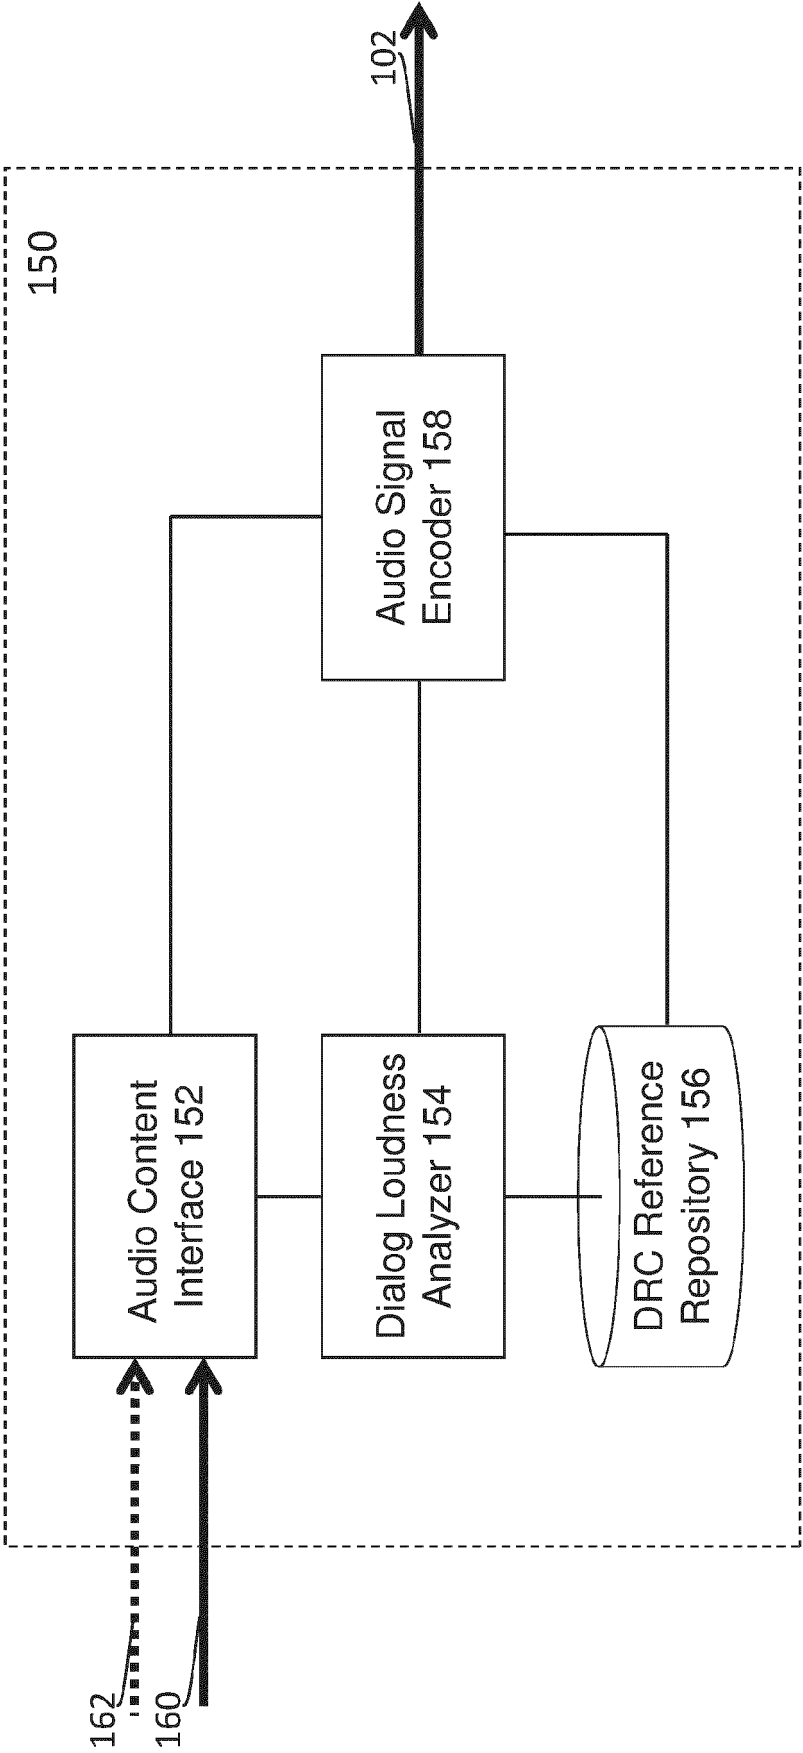 150
162
160
Audio Content
Interface 152
Dialog Loudness
Analyzer 154
DRC Reference
Repository 156
Audio Signal
Encoder 158
102